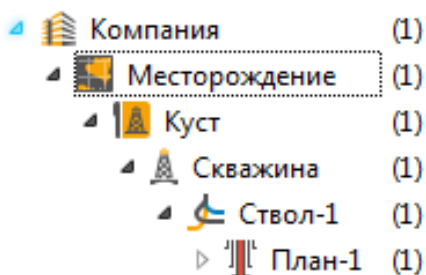 Компания (1)
Месторождение (1)
Куст (1)
Скважина (1)
Ствол-1 (1)
План-1 (1)